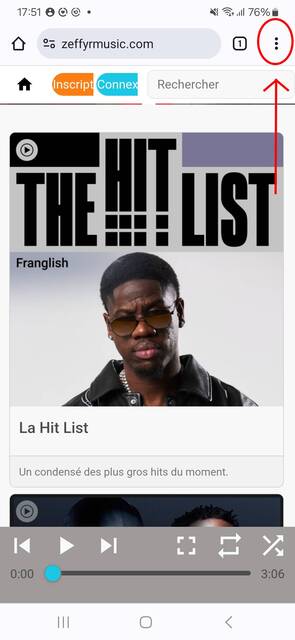 17:51
76%
zeffyrmusic.com
1
Inscript
Connex
Rechercher
THE HIT LIST
Franglish
La Hit List
Un condensé des plus gros hits du moment.
0:00
3:06